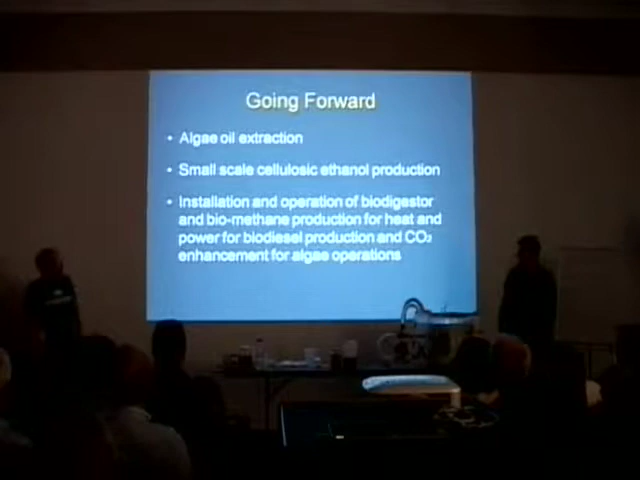 Going Forward
• Algae oil extraction
• Small scale cellulosic ethanol production
• Installation and operation of biodigestor
and bio-methane production for heat and
power for biodiesel production and CO₂
enhancement for algae operations